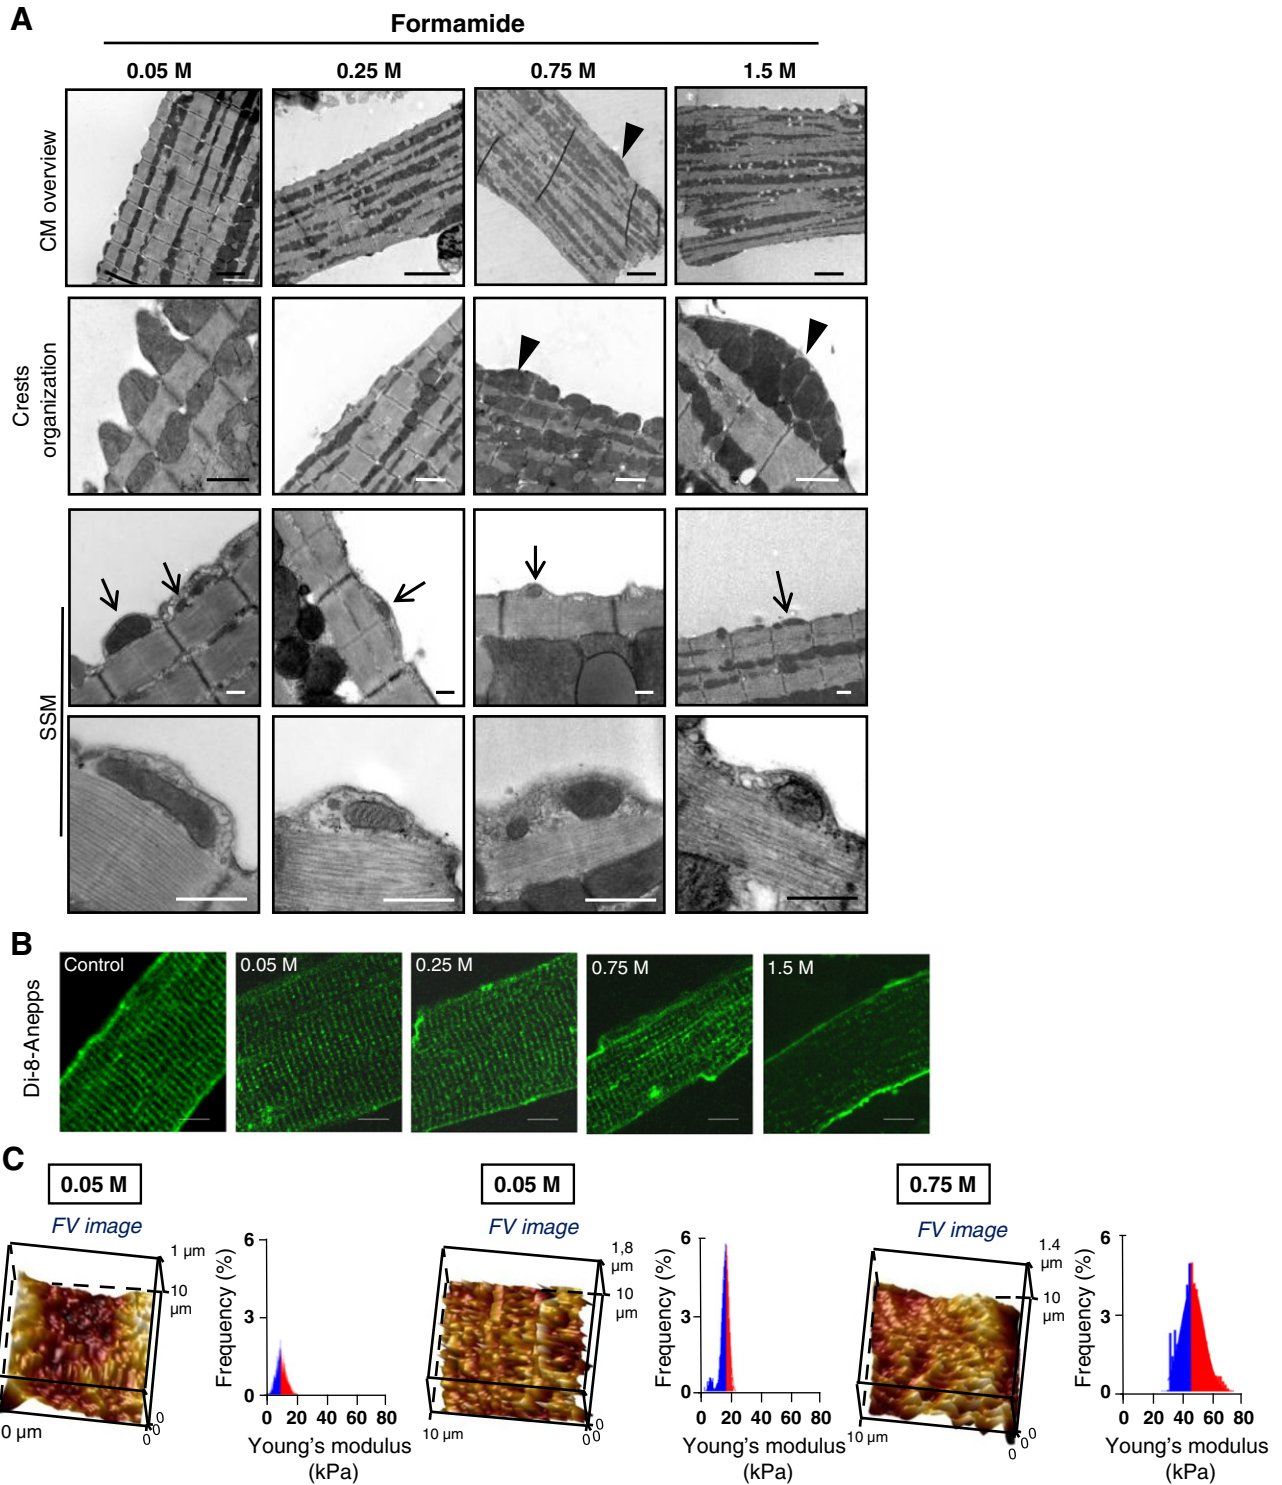 A
Formamide
0.05 M 0.25 M 0.75 M 1.5 M
CM overview
Crests
organization
SSM
B
Di-8-Anepps
Control 0.05 M 0.25 M 0.75 M 1.5 M
C
0.05 M
FV image
1 µm
10
µm
0 µm
0
0
Frequency (%)
6
3
0
0 20 40 60 80
Young's modulus
(kPa)
0.05 M
FV image
1,8
µm
10
µm
10 µm
0
0
Frequency (%)
6
3
0
0 20 40 60 80
Young's modulus
(kPa)
0.75 M
FV image
1.4
µm
10
µm
10 µm
0
0
0
Frequency (%)
6
3
0
0 20 40 60 80
Young's modulus
(kPa)